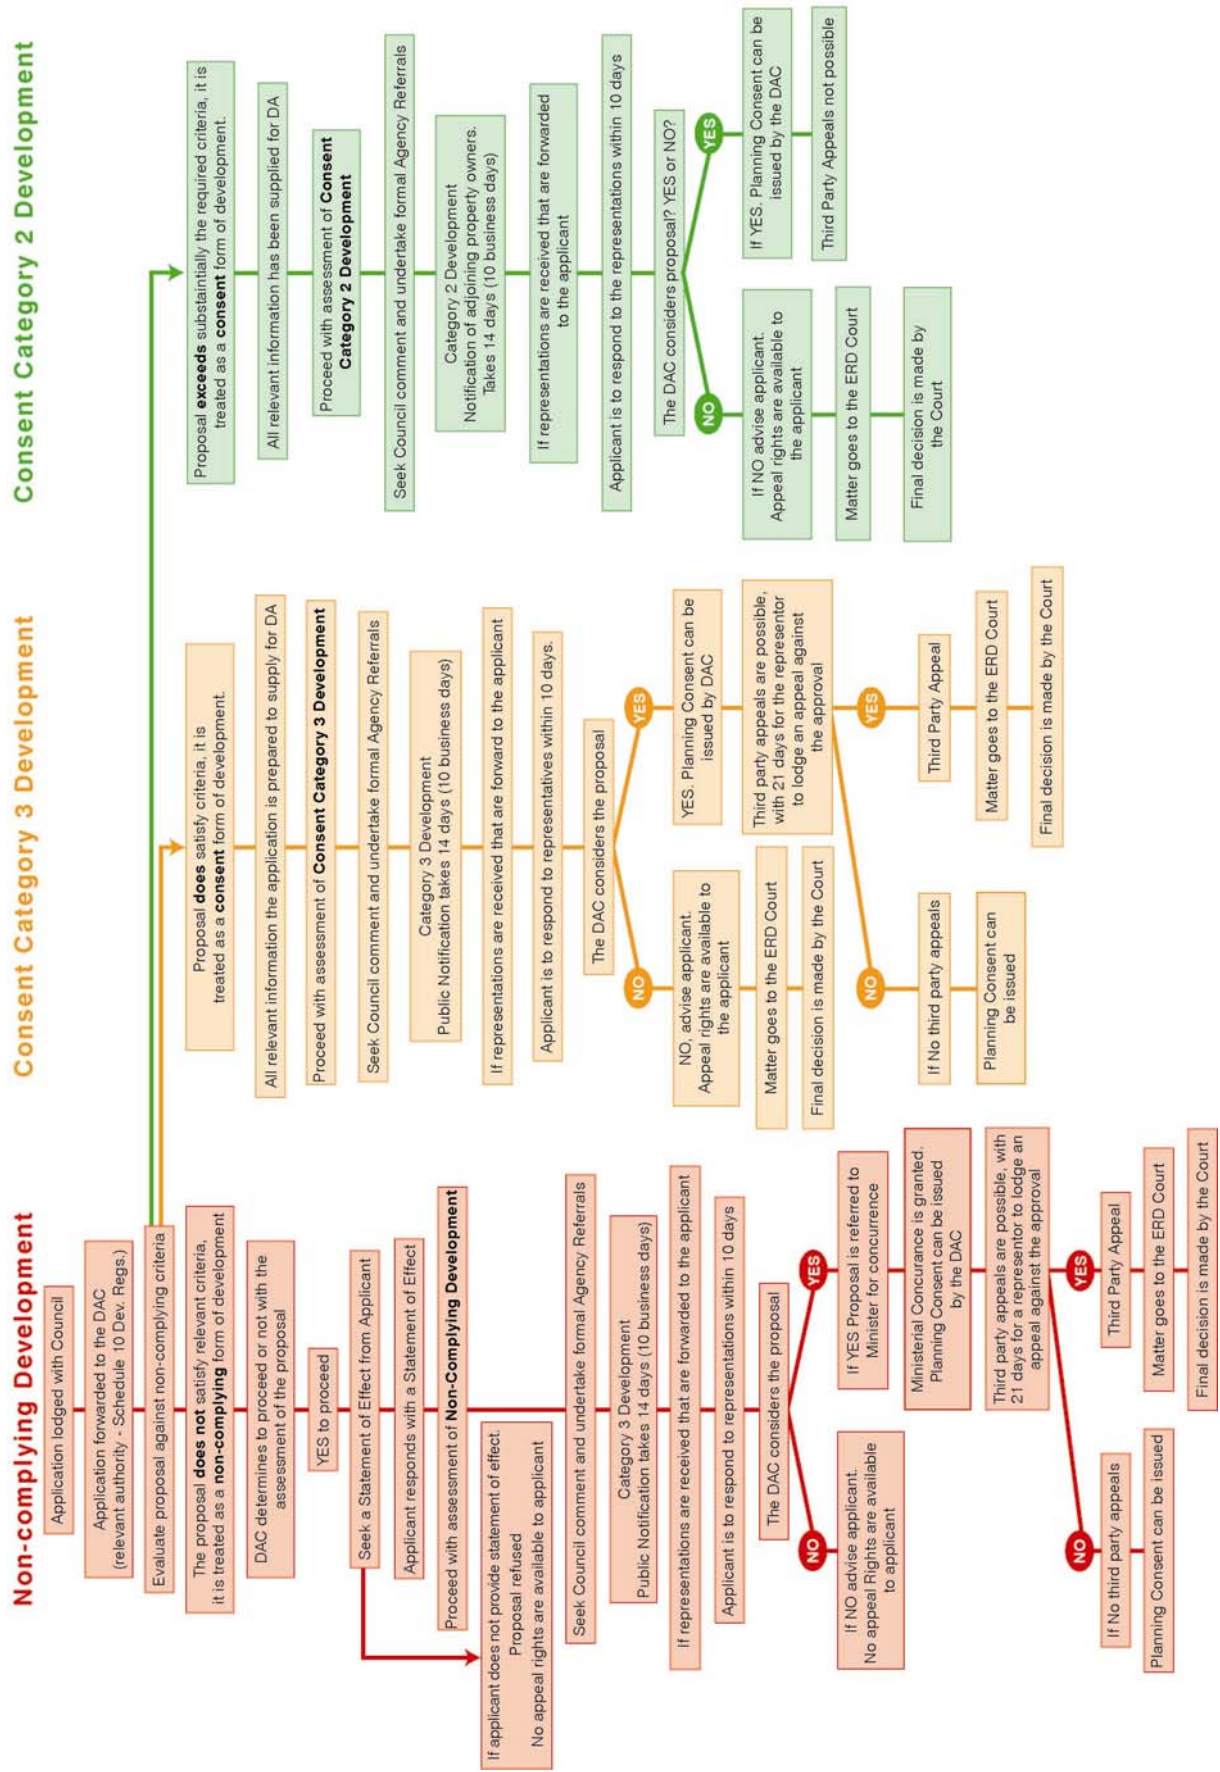 Non-complying Development
Application lodged with Council
Application forwarded to the DAC
(relevant authority - Schedule 10 Dev. Regs.)
Evaluate proposal against non-complying criteria
The proposal does not satisfy relevant criteria,
it is treated as a non-complying form of development
DAC determines to proceed or not with the
assessment of the proposal
YES to proceed
Seek a Statement of Effect from Applicant
Applicant responds with a Statement of Effect
Proceed with assessment of Non-Complying Development
If applicant does not provide statement of effect.
Proposal refused
No appeal rights are available to applicant
Seek Council comment and undertake formal Agency Referrals
Category 3 Development
Public Notification takes 14 days (10 business days)
If representations are received that are forwarded to the applicant
Applicant is to respond to representations within 10 days
The DAC considers the proposal
NO
YES
If NO advise applicant.
No appeal Rights are available
to applicant
If YES Proposal is referred to
Minister for concurrence
Ministerial Concurance is granted.
Planning Consent can be issued
by the DAC
Third party appeals are possible, with
21 days for a representor to lodge an
appeal against the approval
NO
YES
If No third party appeals
Planning Consent can be issued
Third Party Appeal
Matter goes to the ERD Court
Final decision is made by the Court
Consent Category 3 Development
Proposal does satisfy criteria, it is
treated as a consent form of development.
All relevant information the application is prepared to supply for DA
Proceed with assessment of Consent Category 3 Development
Seek Council comment and undertake formal Agency Referrals
Category 3 Development
Public Notification takes 14 days (10 business days)
If representations are received that are forward to the applicant
Applicant is to respond to representatives within 10 days.
The DAC considers the proposal
NO
YES
NO, advise applicant.
Appeal rights are available to
the applicant
Matter goes to the ERD Court
Final decision is made by the Court
YES. Planning Consent can be
issued by DAC
Third party appeals are possible,
with 21 days for the representor
to lodge an appeal against
the approval
NO
YES
If No third party appeals
Planning Consent can
be issued
Third Party Appeal
Matter goes to the ERD Court
Final decision is made by the Court
Consent Category 2 Development
Proposal exceeds substantially the required criteria, it is
treated as a consent form of development.
All relevant information has been supplied for DA
Proceed with assessment of Consent
Category 2 Development
Seek Council comment and undertake formal Agency Referrals
Category 2 Development
Notification of adjoining property owners.
Takes 14 days (10 business days)
If representations are received that are forwarded
to the applicant
Applicant is to respond to the representations within 10 days
The DAC considers proposal? YES or NO?
NO
YES
If NO advise applicant.
Appeal rights are available to
the applicant
Matter goes to the ERD Court
Final decision is made by
the Court
If YES. Planning Consent can be
issued by the DAC
Third Party Appeals not possible